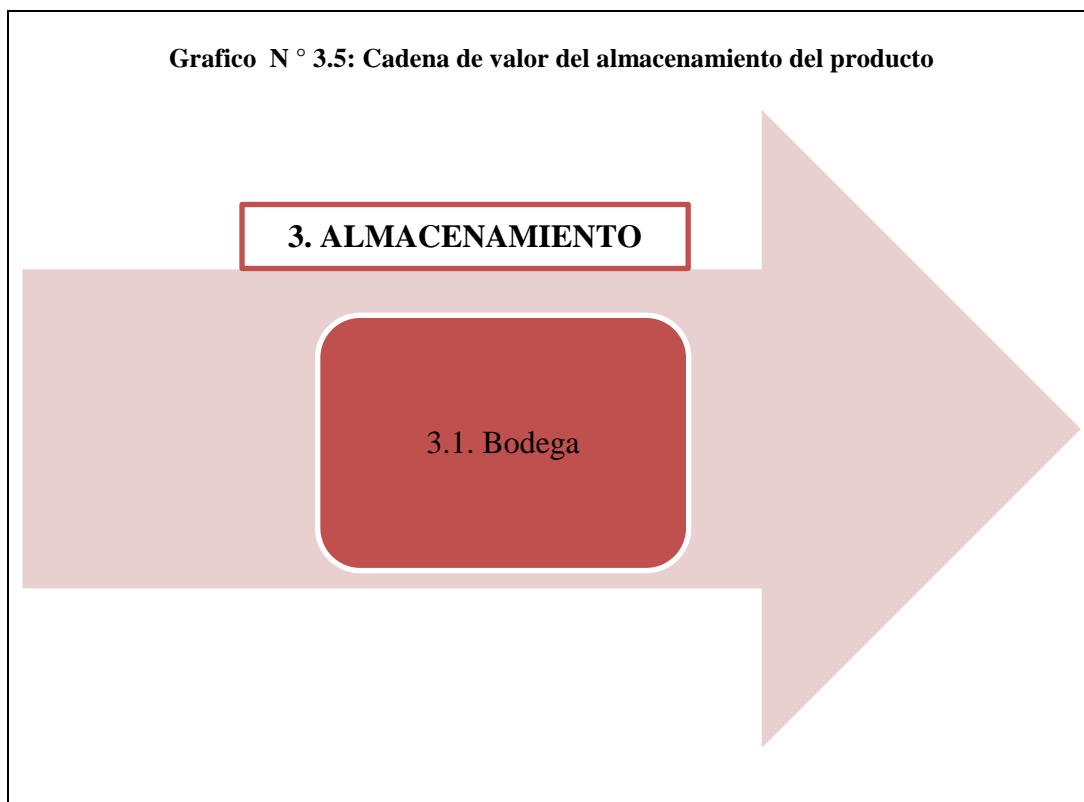 Grafico N ° 3.5: Cadena de valor del almacenamiento del producto
3. ALMACENAMIENTO
3.1. Bodega